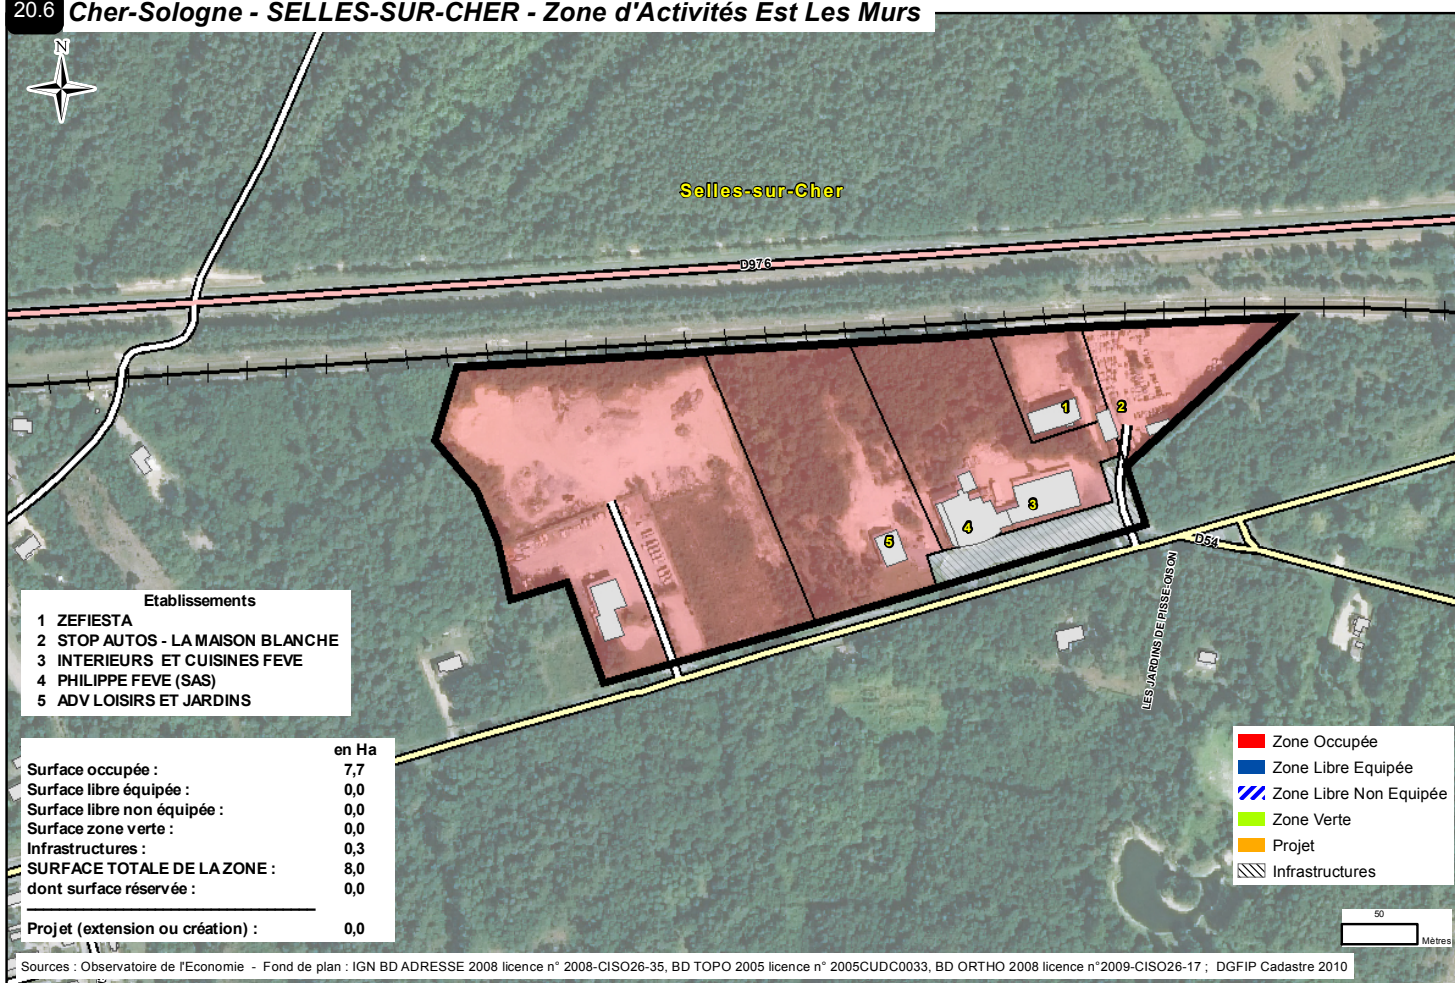 20.6 Cher-Sologne - SELLES-SUR-CHER - Zone d'Activités Est Les Murs
N
Selles-sur-Cher
D976
1
2
3
4
5
D54
LES JARDINS DE PISSE-OISON
Etablissements
1 ZEFIESTA
2 STOP AUTOS - LA MAISON BLANCHE
3 INTERIEURS ET CUISINES FEVE
4 PHILIPPE FEVE (SAS)
5 ADV LOISIRS ET JARDINS
en Ha
Surface occupée : 7,7
Surface libre équipée : 0,0
Surface libre non équipée : 0,0
Surface zone verte : 0,0
Infrastructures : 0,3
SURFACE TOTALE DE LA ZONE : 8,0
dont surface réservée : 0,0
Projet (extension ou création) : 0,0
Zone Occupée
Zone Libre Equipée
Zone Libre Non Equipée
Zone Verte
Projet
Infrastructures
50
Mètres
Sources : Observatoire de l'Economie - Fond de plan : IGN BD ADRESSE 2008 licence n° 2008-CISO26-35, BD TOPO 2005 licence n° 2005CUDC0033, BD ORTHO 2008 licence n°2009-CISO26-17 ; DGFIP Cadastre 2010